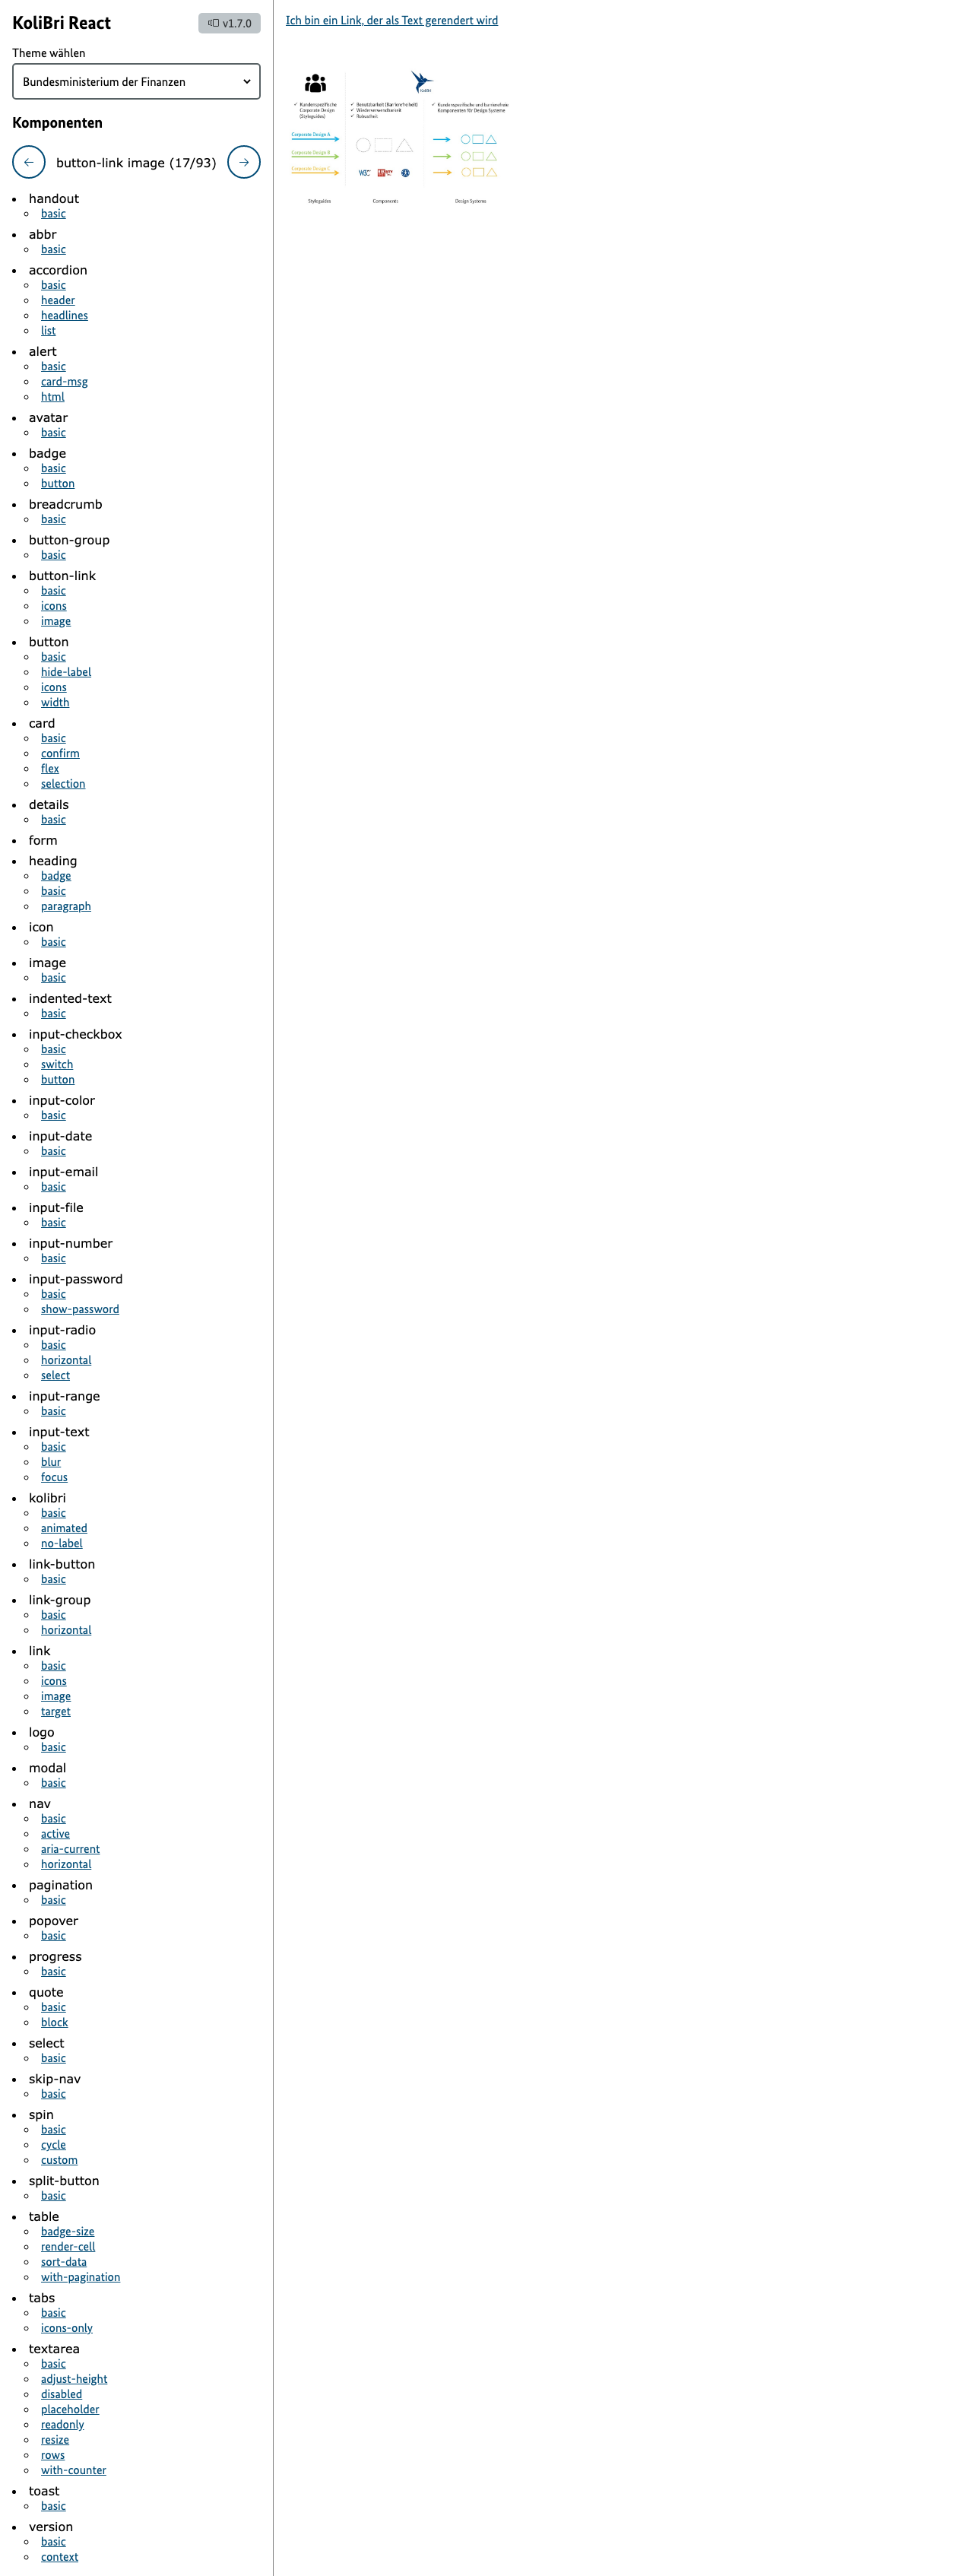 KoliBri React
v1.7.0
Theme wählen
Bundesministerium der Finanzen
Komponenten
button-link image (17/93)
handout
basic
abbr
basic
accordion
basic
header
headlines
list
alert
basic
card-msg
html
avatar
basic
badge
basic
button
breadcrumb
basic
button-group
basic
button-link
basic
icons
image
button
basic
hide-label
icons
width
card
basic
confirm
flex
selection
details
basic
form
heading
badge
basic
paragraph
icon
basic
image
basic
indented-text
basic
input-checkbox
basic
switch
button
input-color
basic
input-date
basic
input-email
basic
input-file
basic
input-number
basic
input-password
basic
show-password
input-radio
basic
horizontal
select
input-range
basic
input-text
basic
blur
focus
kolibri
basic
animated
no-label
link-button
basic
link-group
basic
horizontal
link
basic
icons
image
target
logo
basic
modal
basic
nav
basic
active
aria-current
horizontal
pagination
basic
popover
basic
progress
basic
quote
basic
block
select
basic
skip-nav
basic
spin
basic
cycle
custom
split-button
basic
table
badge-size
render-cell
sort-data
with-pagination
tabs
basic
icons-only
textarea
basic
adjust-height
disabled
placeholder
readonly
resize
rows
with-counter
toast
basic
version
basic
context
Ich bin ein Link, der als Text gerendert wird
KoliBri
✓ Kundenspezifische
Corporate Design
(Styleguides)
✓ Benutzbarkeit (Barrierefreiheit)
✓ Wiederverwendbarkeit
✓ Robustheit
✓ Kundenspezifische und barrierefreie
Komponenten für Design Systems
Corporate Design A
Corporate Design B
Corporate Design C
Styleguides
Components
Design Systems